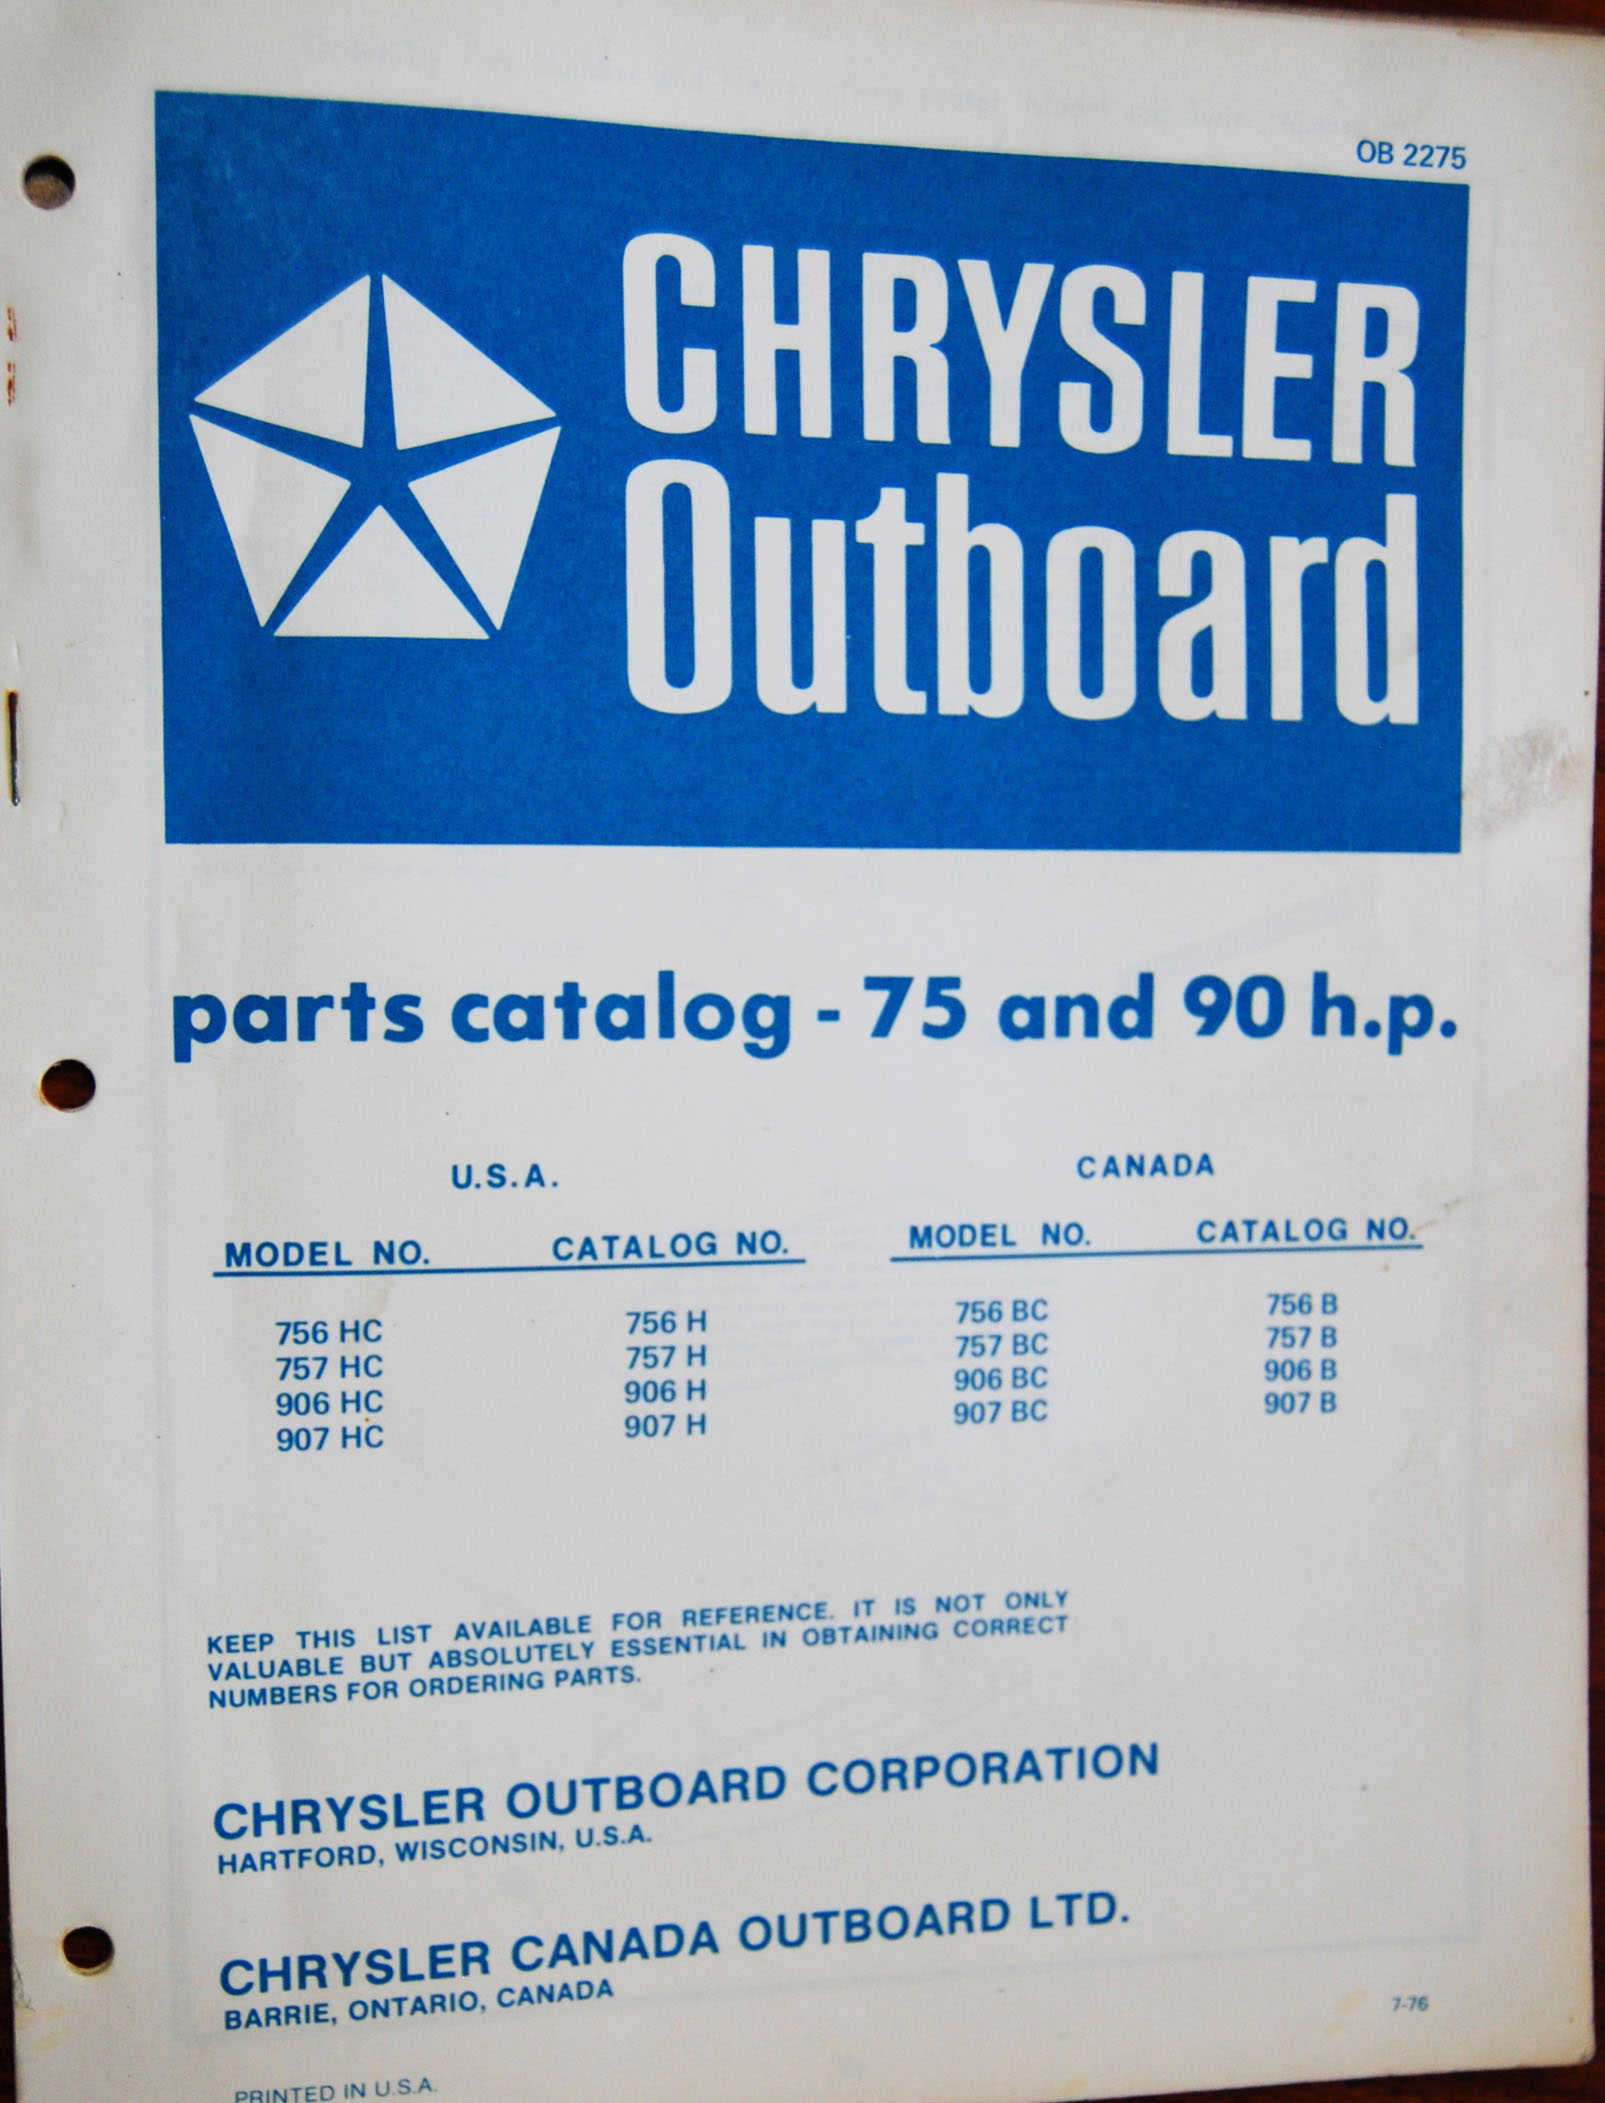 OB 2275
CHRYSLER
Outboard
parts catalog - 75 and 90 h.p.
U.S.A.
MODEL NO. CATALOG NO.
756 HC 756 H
757 HC 757 H
906 HC 906 H
907 HC 907 H
CANADA
MODEL NO. CATALOG NO.
756 BC 756 B
757 BC 757 B
906 BC 906 B
907 BC 907 B
KEEP THIS LIST AVAILABLE FOR REFERENCE. IT IS NOT ONLY
VALUABLE BUT ABSOLUTELY ESSENTIAL IN OBTAINING CORRECT
NUMBERS FOR ORDERING PARTS.
CHRYSLER OUTBOARD CORPORATION
HARTFORD, WISCONSIN, U.S.A.
CHRYSLER CANADA OUTBOARD LTD.
BARRIE, ONTARIO, CANADA
7-76
PRINTED IN U.S.A.